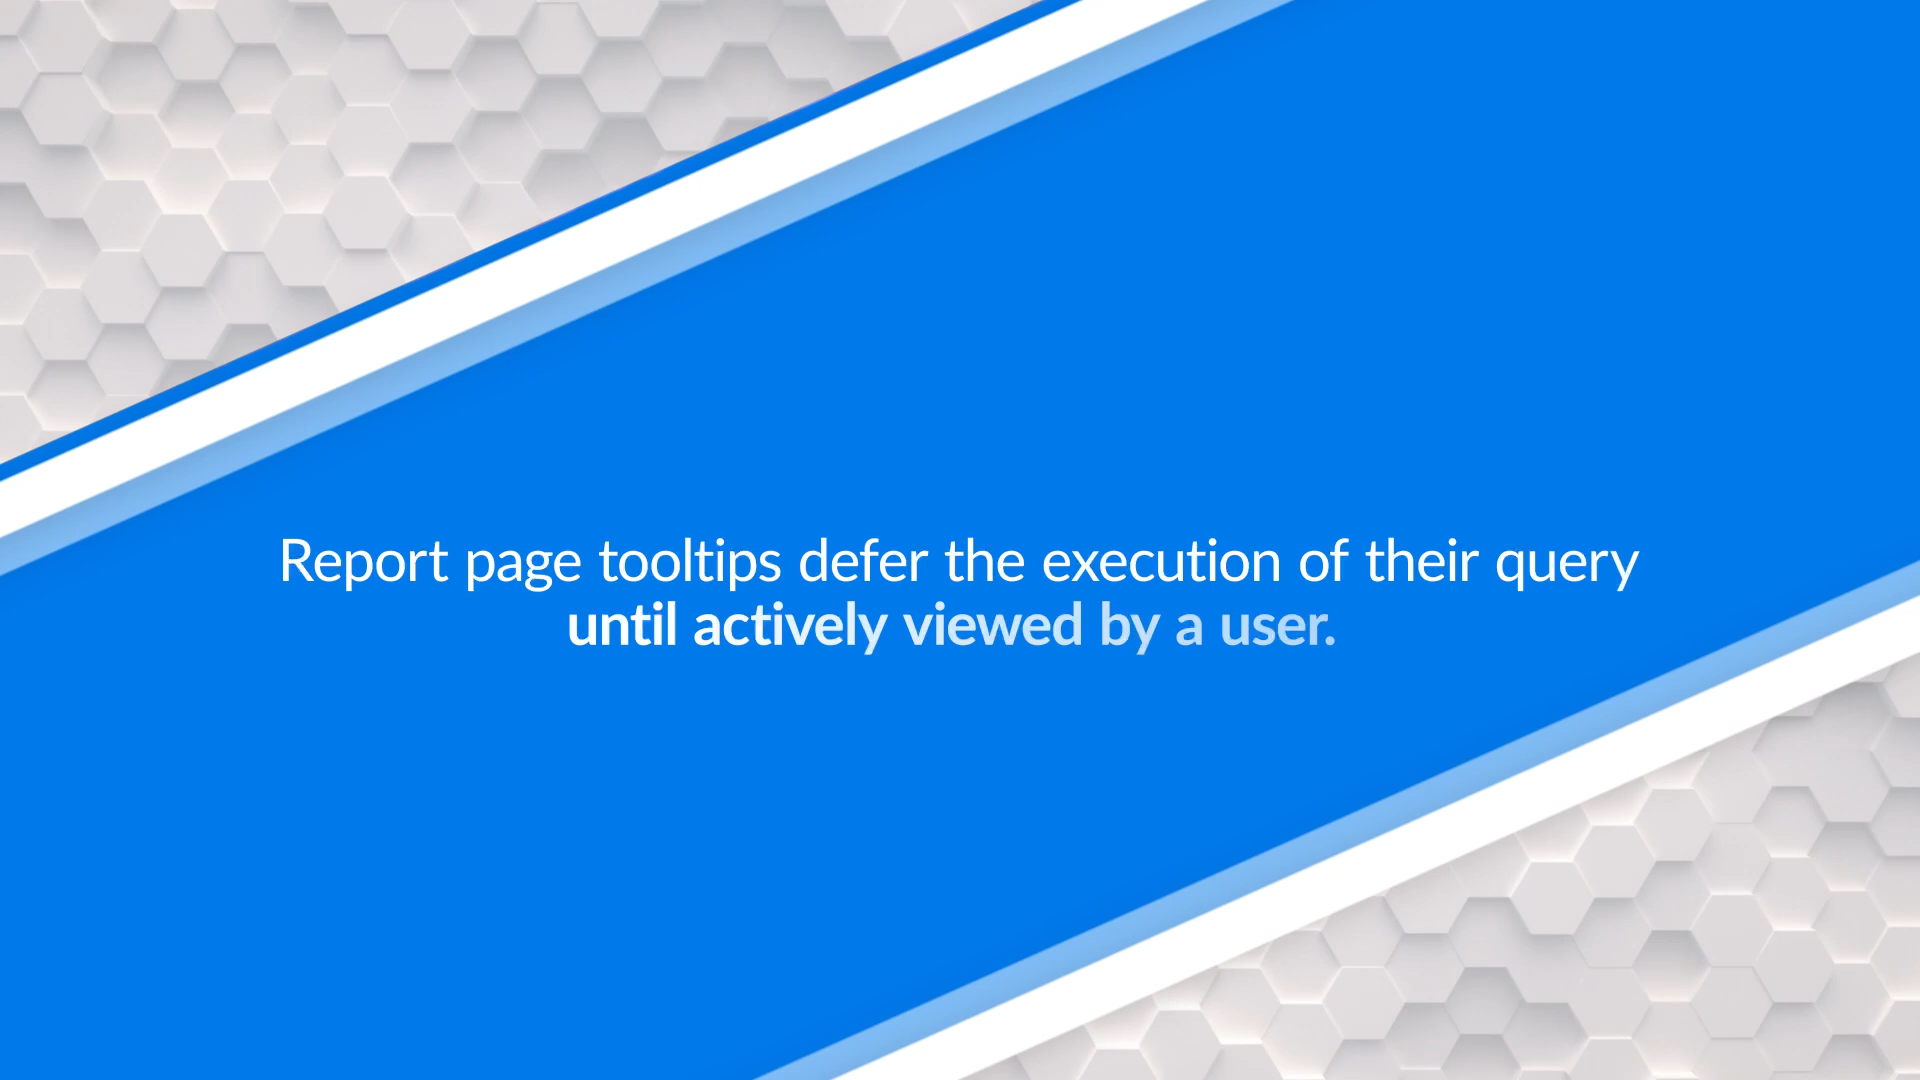 Report page tooltips defer the execution of their query
until actively viewed by a user.